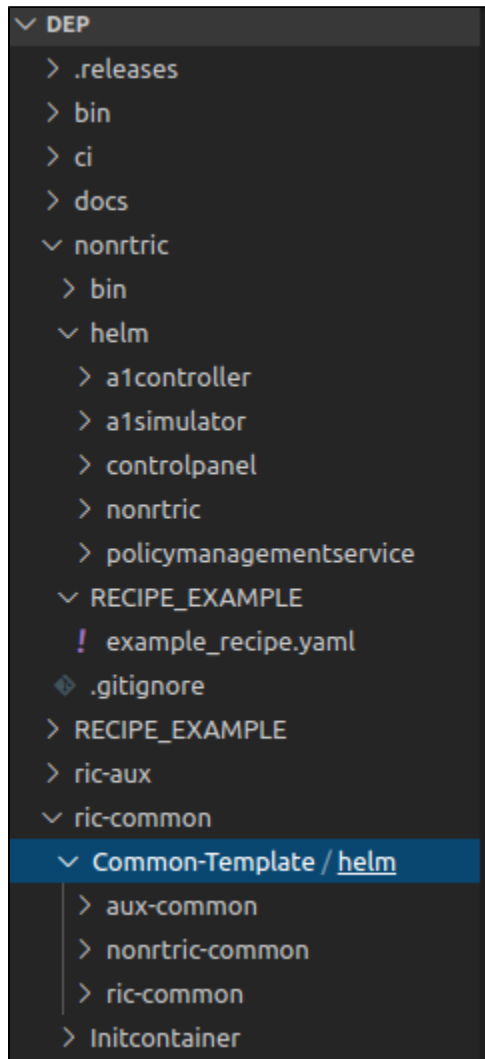 DEP
.releases
bin
ci
docs
nonrtric
bin
helm
a1controller
a1simulator
controlpanel
nonrtric
policymanagementservice
RECIPE_EXAMPLE
! example_recipe.yaml
.gitignore
RECIPE_EXAMPLE
ric-aux
ric-common
Common-Template / helm
aux-common
nonrtric-common
ric-common
Initcontainer